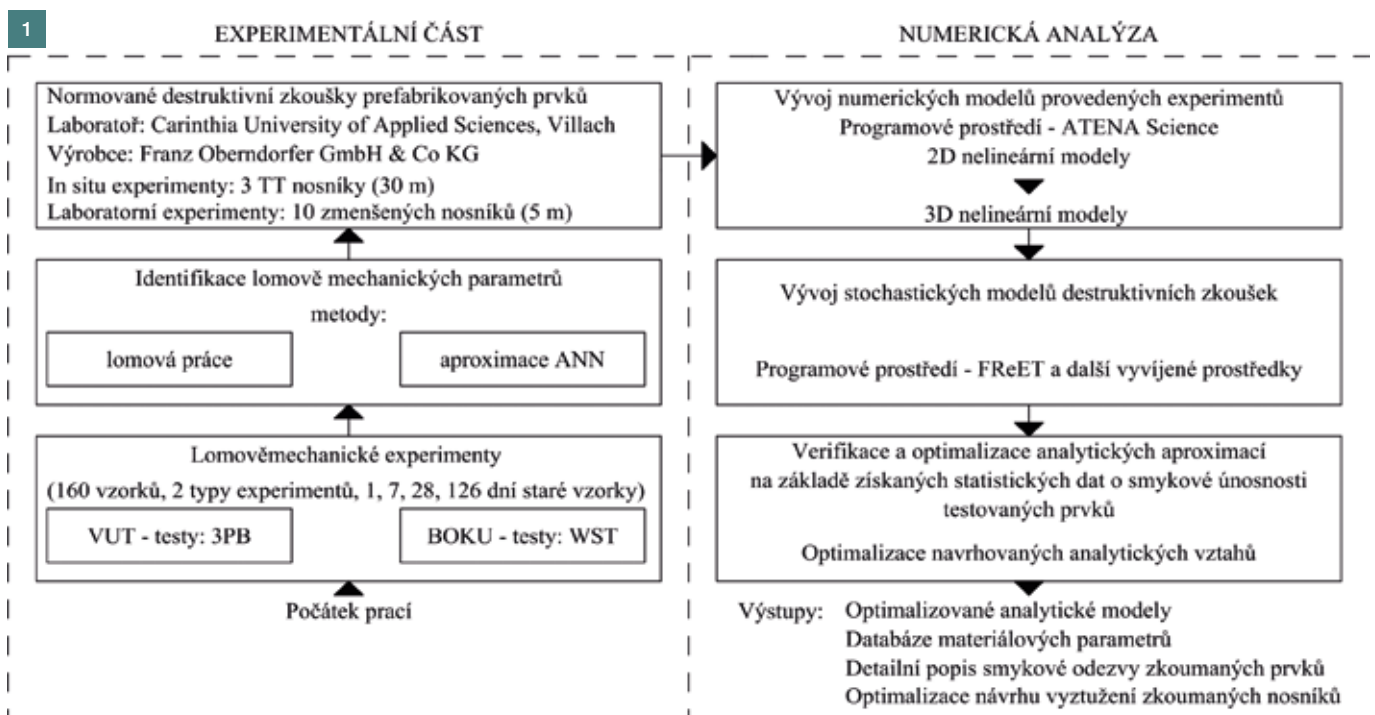 1
EXPERIMENTÁLNÍ ČÁST
Normované destruktivní zkoušky prefabrikovaných prvků
Laboratoř: Carinthia University of Applied Sciences, Villach
Výrobce: Franz Oberndorfer GmbH & Co KG
In situ experimenty: 3 TT nosníky (30 m)
Laboratorní experimenty: 10 zmenšených nosníků (5 m)
Identifikace lomově mechanických parametrů
metody:
lomová práce
aproximace ANN
Lomověmechanické experimenty
(160 vzorků, 2 typy experimentů, 1, 7, 28, 126 dní staré vzorky)
VUT - testy: 3PB
BOKU - testy: WST
Počátek prací
NUMERICKÁ ANALÝZA
Vývoj numerických modelů provedených experimentů
Programové prostředí - ATENA Science
2D nelineární modely
3D nelineární modely
Vývoj stochastických modelů destruktivních zkoušek
Programové prostředí - FReET a další vyvíjené prostředky
Verifikace a optimalizace analytických aproximací
na základě získaných statistických dat o smykové únosnosti
testovaných prvků
Optimalizace navrhovaných analytických vztahů
Výstupy: Optimalizované analytické modely
Databáze materiálových parametrů
Detailní popis smykové odezvy zkoumaných prvků
Optimalizace návrhu vyztužení zkoumaných nosníků